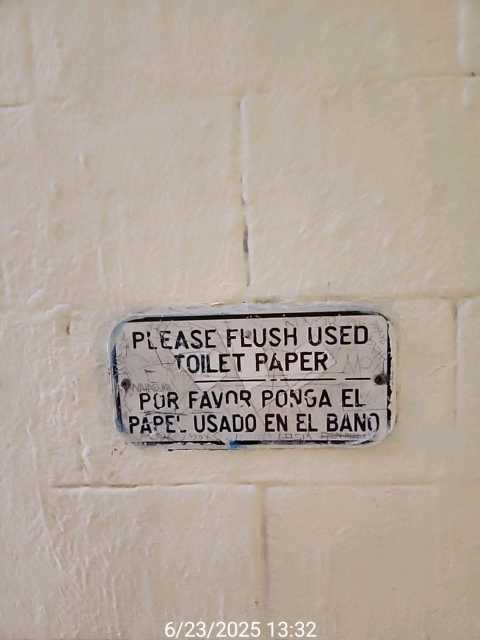 PLEASE FLUSH USED
TOILET PAPER
POR FAVOR PONGA EL
PAPEL USADO EN EL BANO
6/23/2025 13:32